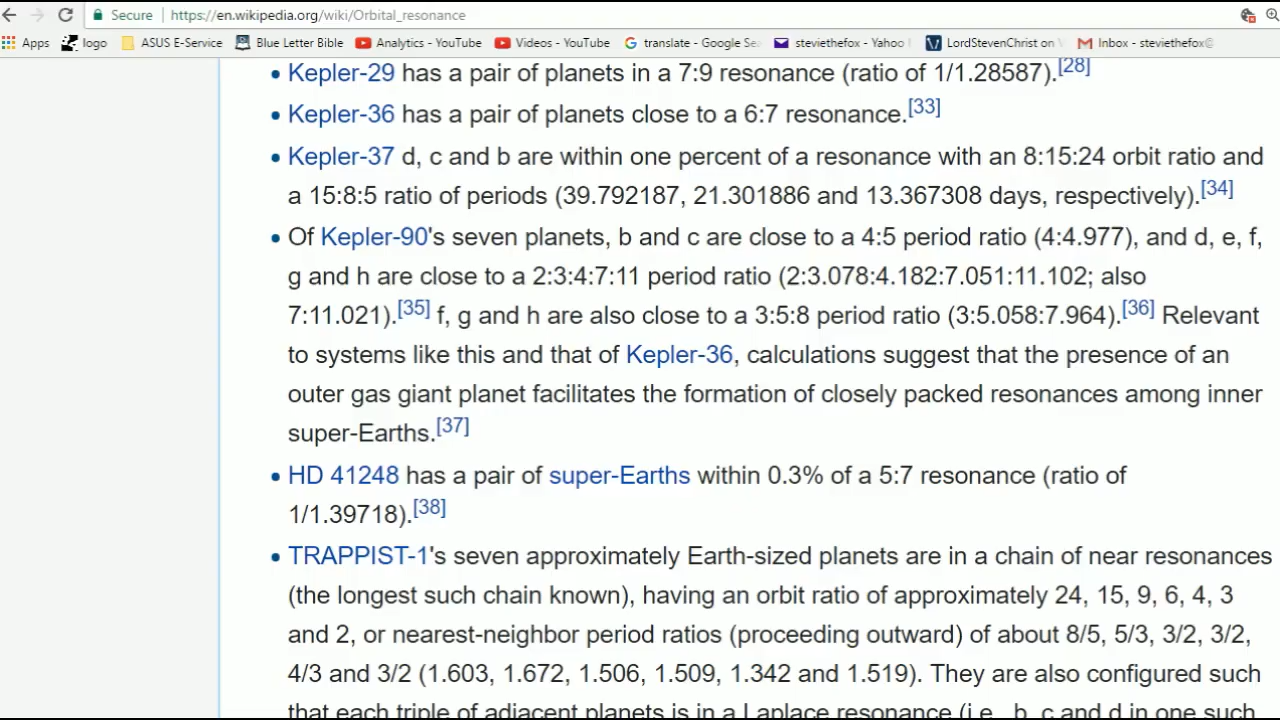 Secure | https://en.wikipedia.org/wiki/Orbital_resonance
Apps logo ASUS E-Service Blue Letter Bible Analytics - YouTube Videos - YouTube translate - Google Se steviethefox - Yahoo LordStevenChrist on Inbox - steviethefox@
• Kepler-29 has a pair of planets in a 7:9 resonance (ratio of 1/1.28587).[28]
• Kepler-36 has a pair of planets close to a 6:7 resonance.[33]
• Kepler-37 d, c and b are within one percent of a resonance with an 8:15:24 orbit ratio and
a 15:8:5 ratio of periods (39.792187, 21.301886 and 13.367308 days, respectively).[34]
• Of Kepler-90's seven planets, b and c are close to a 4:5 period ratio (4:4.977), and d, e, f,
g and h are close to a 2:3:4:7:11 period ratio (2:3.078:4.182:7.051:11.102; also
7:11.021).[35] f, g and h are also close to a 3:5:8 period ratio (3:5.058:7.964).[36] Relevant
to systems like this and that of Kepler-36, calculations suggest that the presence of an
outer gas giant planet facilitates the formation of closely packed resonances among inner
super-Earths.[37]
• HD 41248 has a pair of super-Earths within 0.3% of a 5:7 resonance (ratio of
1/1.39718).[38]
• TRAPPIST-1's seven approximately Earth-sized planets are in a chain of near resonances
(the longest such chain known), having an orbit ratio of approximately 24, 15, 9, 6, 4, 3
and 2, or nearest-neighbor period ratios (proceeding outward) of about 8/5, 5/3, 3/2, 3/2,
4/3 and 3/2 (1.603, 1.672, 1.506, 1.509, 1.342 and 1.519). They are also configured such
that each triple of adjacent planets is in a Laplace resonance (i.e., b, c and d in one such